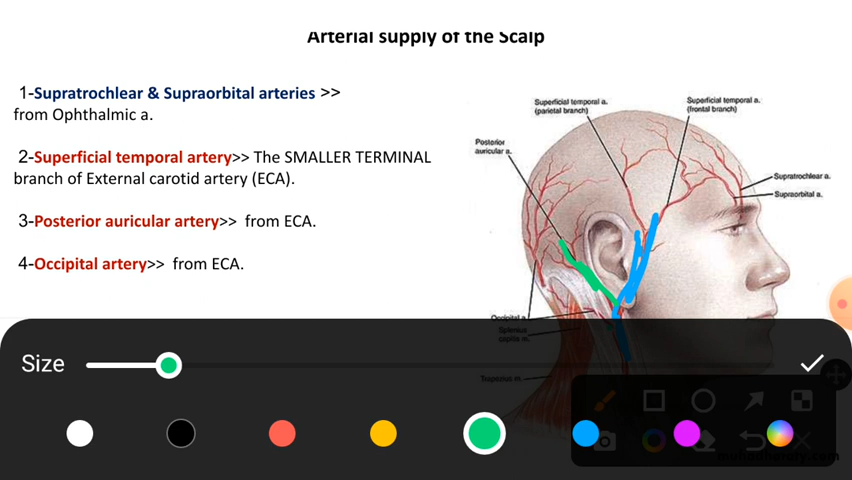 Arterial supply of the Scalp
1-Supratrochlear & Supraorbital arteries >>
from Ophthalmic a.
2-Superficial temporal artery>> The SMALLER TERMINAL
branch of External carotid artery (ECA).
3-Posterior auricular artery>> from ECA.
4-Occipital artery>> from ECA.
Superficial temporal a.
(parietal branch)
Superficial temporal a.
(frontal branch)
Posterior
auricular a.
Supratrochlear a.
Supraorbital a.
Occipital a.
Splenius
capitis m.
Trapezius m.
Size